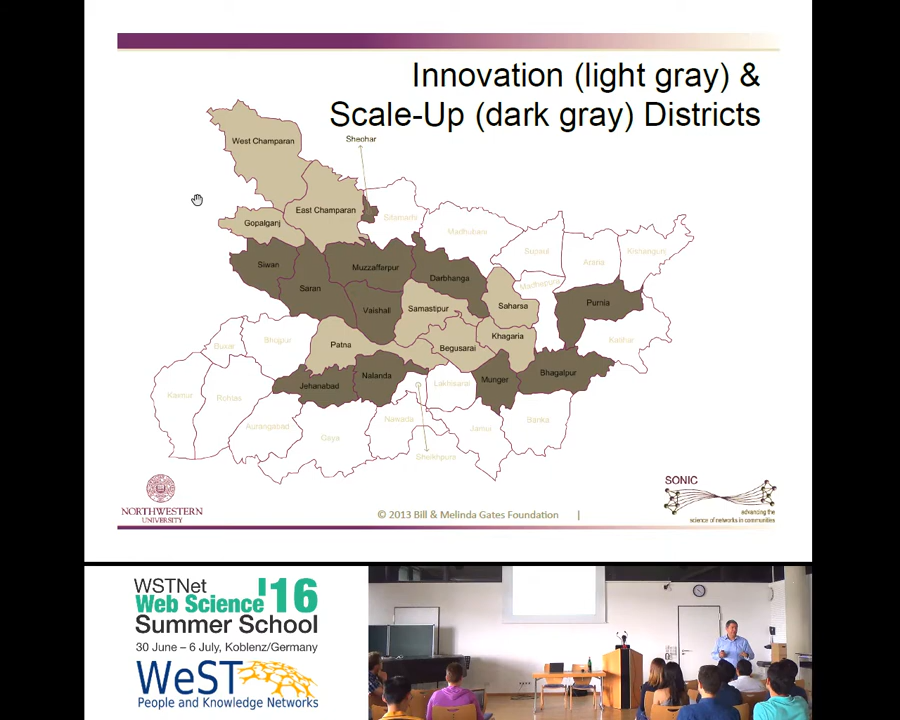 Innovation (light gray) &
Scale-Up (dark gray) Districts
Sheohar
West Champaran
East Champaran
Gopalganj
Sitamarhi
Madhubani
Supaul
Araria
Kishanganj
Siwan
Saran
Muzzafferpur
Darbhanga
Madhepura
Vaishali
Samastipur
Saharsa
Purnia
Khagaria
Katihar
Patna
Begusarai
Buxar
Bhojpur
Jehanabad
Nalanda
Lakhisarai
Munger
Bhagalpur
Kaimur
Rohtas
Aurangabad
Gaya
Nawada
Jamui
Banka
Sheikhpura
NORTHWESTERN
UNIVERSITY
© 2013 Bill & Melinda Gates Foundation |
SONIC
advancing the
science of networks in communities
WSTNet
Web Science '16
Summer School
30 June – 6 July, Koblenz/Germany
WeST
People and Knowledge Networks